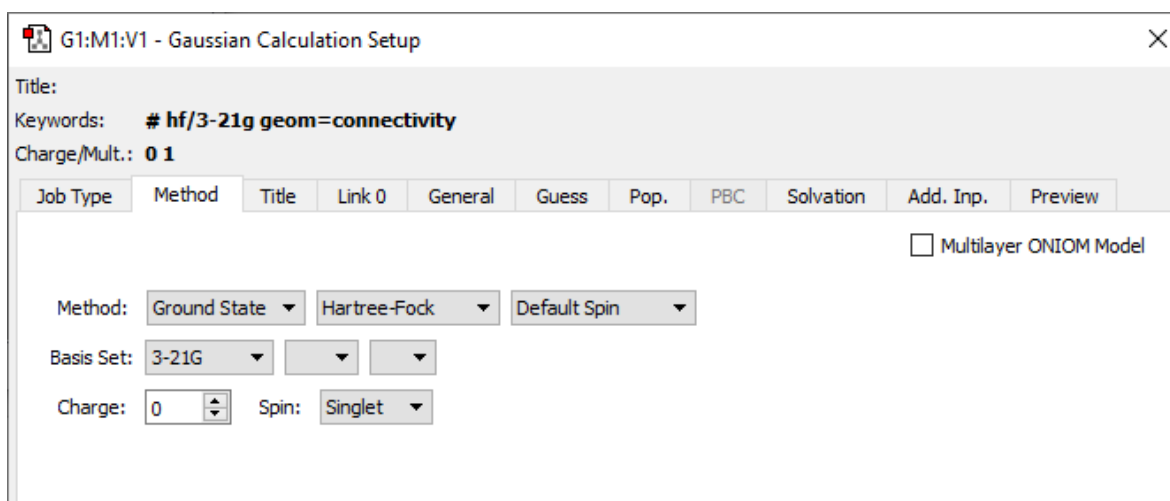 G1:M1:V1 - Gaussian Calculation Setup
Title:
Keywords: # hf/3-21g geom=connectivity
Charge/Mult.: 0 1
Job Type Method Title Link 0 General Guess Pop. PBC Solvation Add. Inp. Preview
Multilayer ONIOM Model
Method: Ground State Hartree-Fock Default Spin
Basis Set: 3-21G
Charge: 0 Spin: Singlet